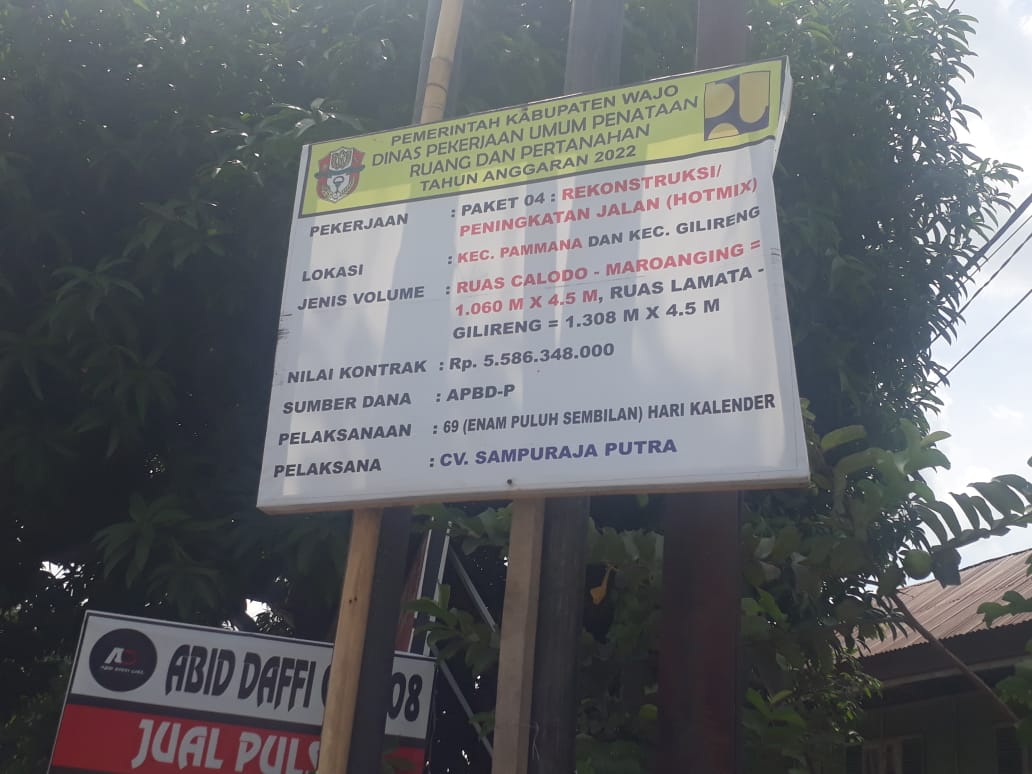 PEMERINTAH KABUPATEN WAJO
DINAS PEKERJAAN UMUM PENATAAN
RUANG DAN PERTANAHAN
TAHUN ANGGARAN 2022
PEKERJAAN : PAKET 04 : REKONSTRUKSI/
PENINGKATAN JALAN (HOTMIX)
LOKASI : KEC. PAMMANA DAN KEC. GILIRENG
JENIS VOLUME : RUAS CALODO - MAROANGING =
1.060 M X 4.5 M, RUAS LAMATA -
GILIRENG = 1.308 M X 4.5 M
NILAI KONTRAK : Rp. 5.586.348.000
SUMBER DANA : APBD-P
PELAKSANAAN : 69 (ENAM PULUH SEMBILAN) HARI KALENDER
PELAKSANA : CV. SAMPURAJA PUTRA
ABID DAFFI 08
JUAL